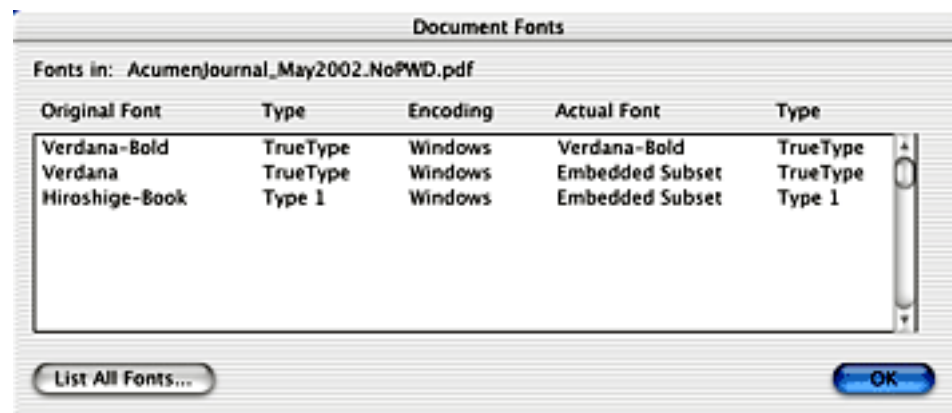 Document Fonts
Fonts in: AcumenJournal_May2002.NoPWD.pdf
Original Font Type Encoding Actual Font Type
Verdana-Bold TrueType Windows Verdana-Bold TrueType
Verdana TrueType Windows Embedded Subset TrueType
Hiroshige-Book Type 1 Windows Embedded Subset Type 1
List All Fonts... OK